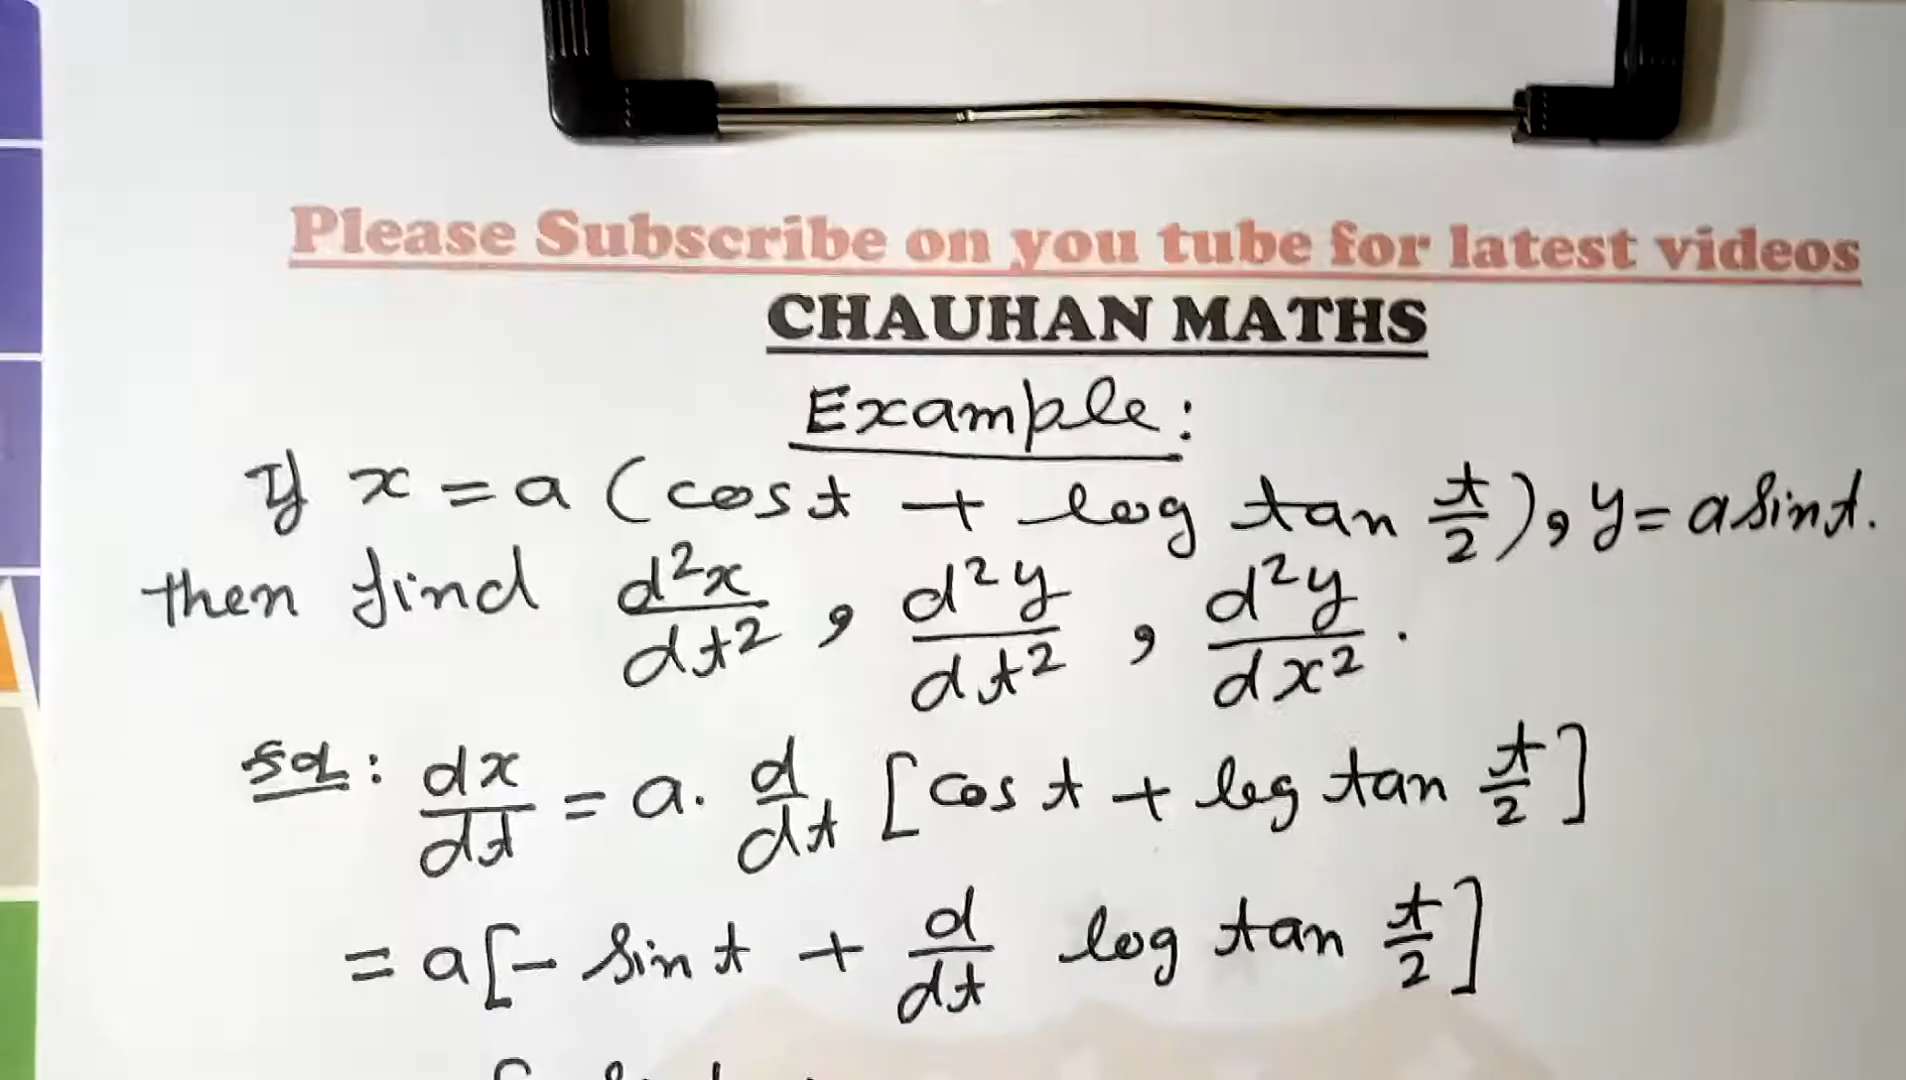 Please Subscribe on you tube for latest videos
CHAUHAN MATHS
Example:
If x = a (cos t + log tan t/2), y = a sin t.
then find d²x/dt², d²y/dt², d²y/dx².
Sol: dx/dt = a. d/dt [cos t + log tan t/2]
= a[- sin t + d/dt log tan t/2]